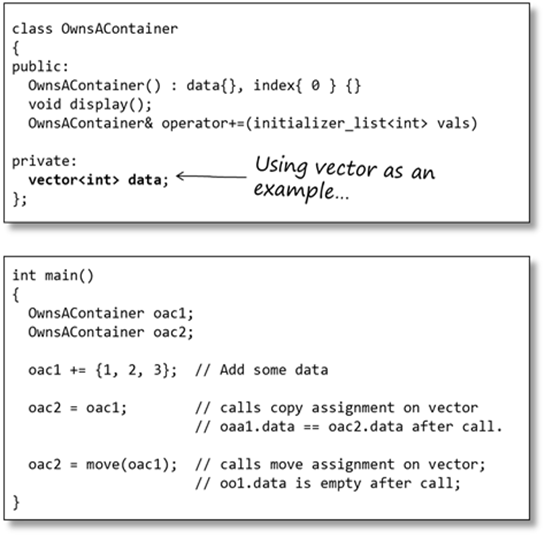 class OwnsAContainer
{
public:
  OwnsAContainer() : data{}, index{ 0 } {}
  void display();
  OwnsAContainer& operator+=(initializer_list<int> vals)

private:
  vector<int> data;
Using vector as an
example...
};

int main()
{
  OwnsAContainer oac1;
  OwnsAContainer oac2;

  oac1 += {1, 2, 3};  // Add some data

  oac2 = oac1;        // calls copy assignment on vector
                      // oaa1.data == oac2.data after call.

  oac2 = move(oac1);  // calls move assignment on vector;
                      // oo1.data is empty after call;
}